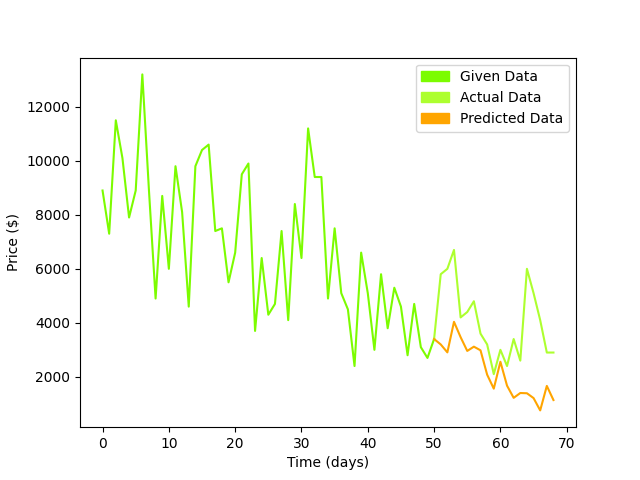 Given Data
Actual Data
Predicted Data
12000
10000
8000
6000
4000
2000
Price ($)
0 10 20 30 40 50 60 70
Time (days)